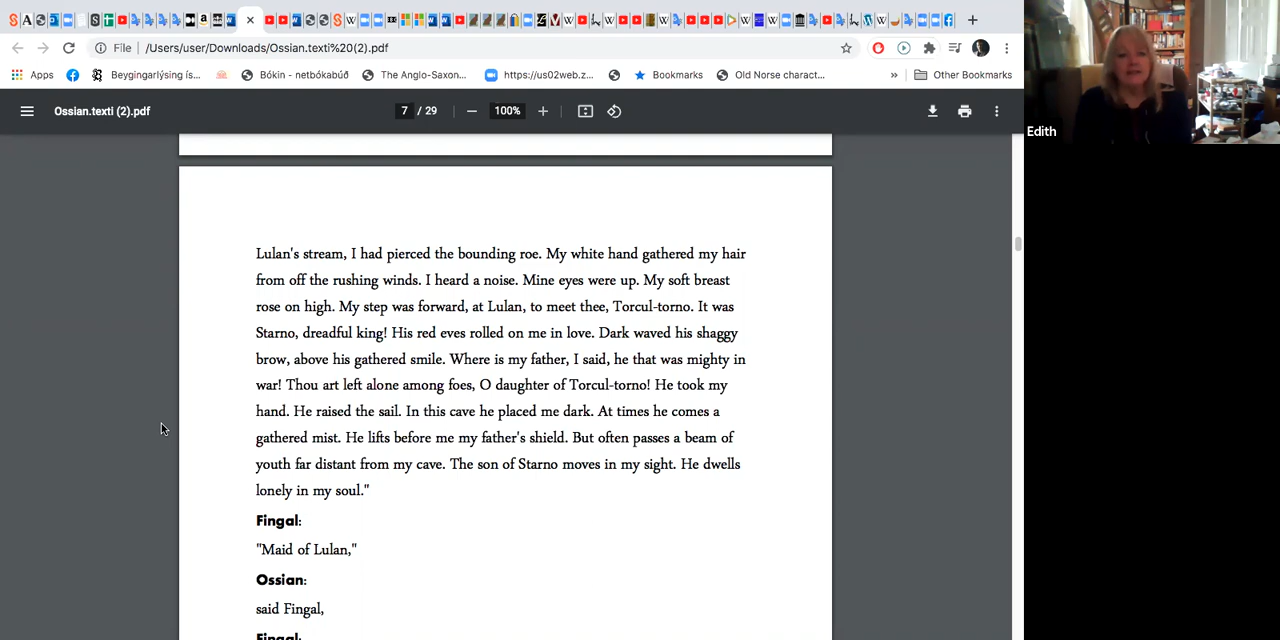 File
/Users/user/Downloads/Ossian.texti%20(2).pdf
Apps
Beygingarlýsing ís...
Bókin - netbókabúð
The Anglo-Saxon...
https://us02web.z...
Bookmarks
Old Norse charact...
»
Other Bookmarks
Ossian.texti (2).pdf
7 / 29
100%
Lulan's stream, I had pierced the bounding roe. My white hand gathered my hair
from off the rushing winds. I heard a noise. Mine eyes were up. My soft breast
rose on high. My step was forward, at Lulan, to meet thee, Torcul-torno. It was
Starno, dreadful king! His red eves rolled on me in love. Dark waved his shaggy
brow, above his gathered smile. Where is my father, I said, he that was mighty in
war! Thou art left alone among foes, O daughter of Torcul-torno! He took my
hand. He raised the sail. In this cave he placed me dark. At times he comes a
gathered mist. He lifts before me my father's shield. But often passes a beam of
youth far distant from my cave. The son of Starno moves in my sight. He dwells
lonely in my soul."
Fingal:
"Maid of Lulan,"
Ossian:
said Fingal,
Fingal:
Edith